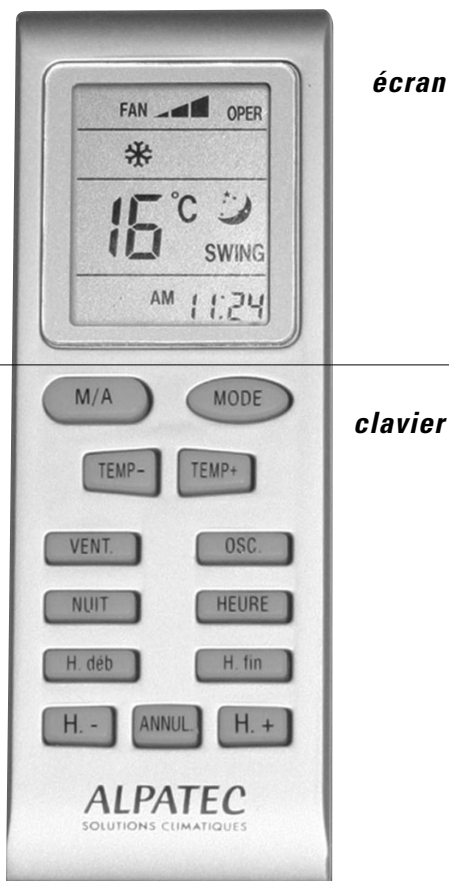 écran
FAN OPER
16 °C
SWING
AM 11:24
clavier
M/A MODE
TEMP- TEMP+
VENT. OSC.
NUIT HEURE
H. déb H. fin
H. - ANNUL. H. +
ALPATEC
SOLUTIONS CLIMATIQUES